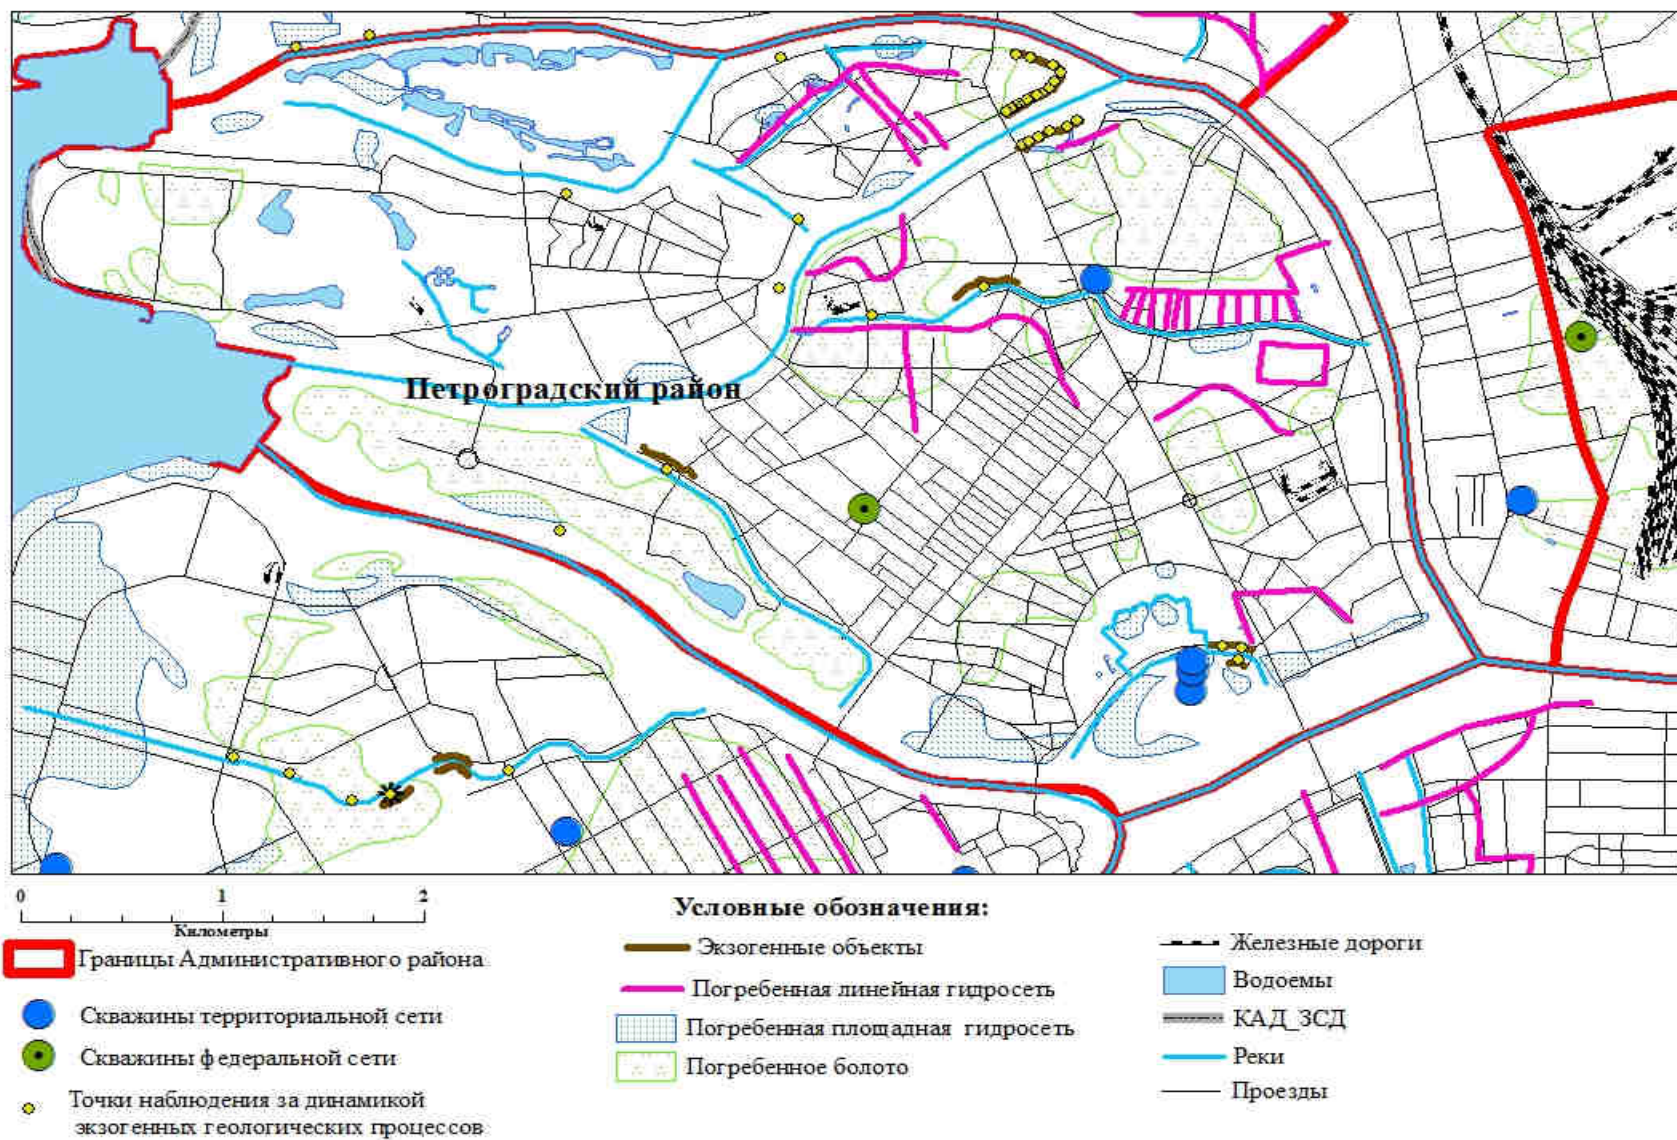 Петроградский район
0 1 2
Километры
Условные обозначения:
Границы Административного района
Скважины территориальной сети
Скважины федеральной сети
Точки наблюдения за динамикой
экзогенных геологических процессов
Экзогенные объекты
Погребенная линейная гидросеть
Погребенная площадная гидросеть
Погребенное болото
Железные дороги
Водоемы
КАД_ЗСД
Реки
Проезды